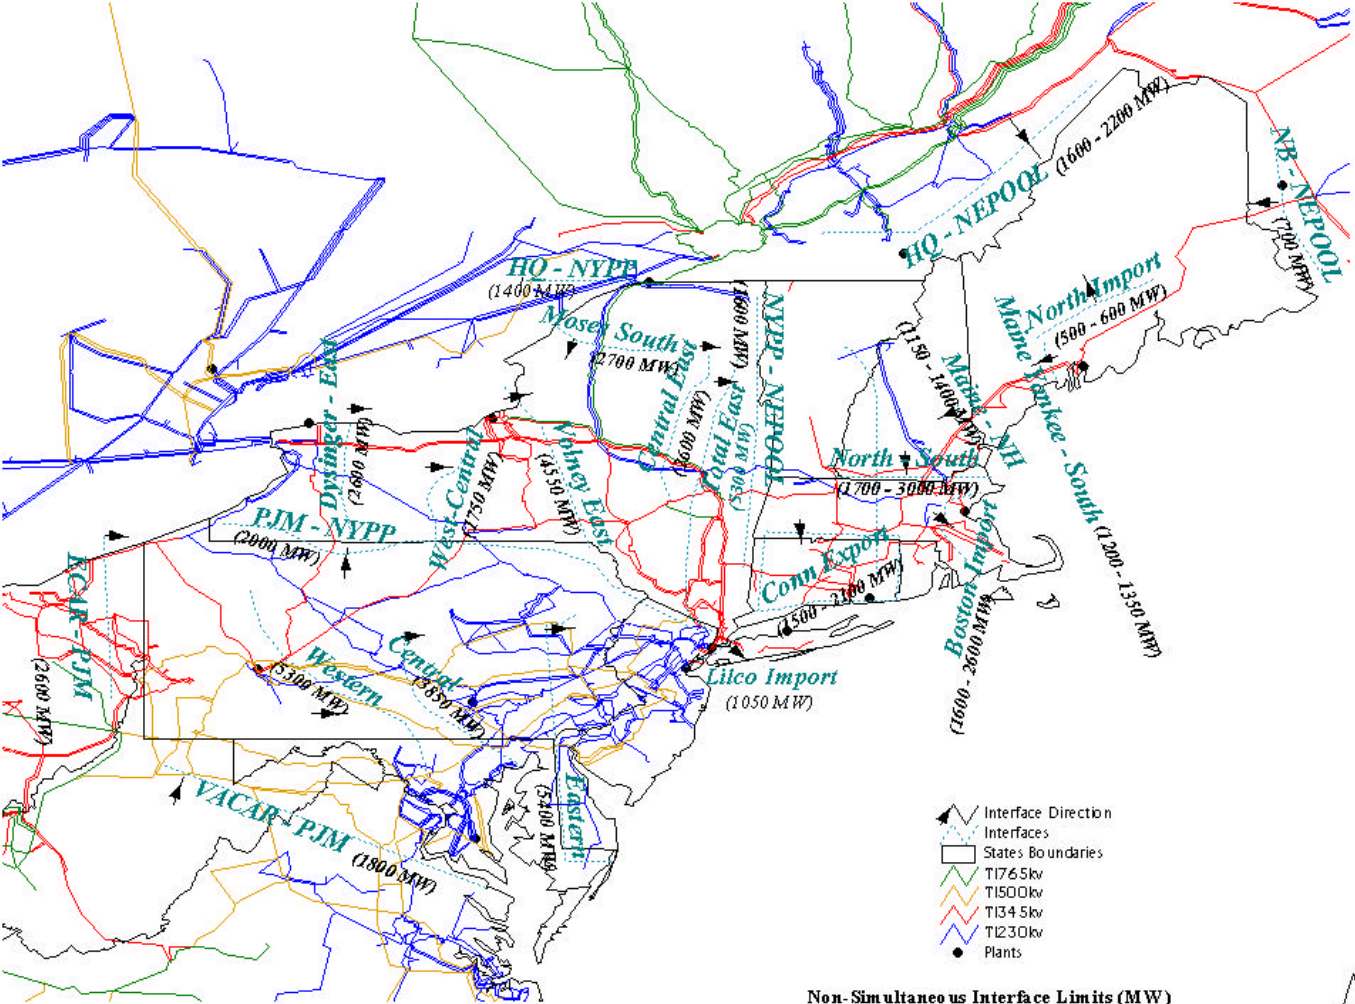 (1600 - 2200 MW)
NB - NEPOOL
(700 MW)
HQ - NEPOOL
HQ - NYPP
(1400 MW)
North Import
(500 - 600 MW)
Moses South
(2700 MW)
(1600 MW)
NYPP - NEPOOL
(1150 - 1400 MW)
Maine - NH
Maine Yankee - South (1200 - 1350 MW)
Dysinger - East
(2600 MW)
Central East
Total East
(5300 MW)
West-Central
(1750 MW)
Volney East
(4550 MW)
North - South
(1700 - 3000 MW)
PJM - NYPP
(2000 MW)
Conn Export
(1500 - 2100 MW)
Boston Import
(1600 - 2600 MW)
ECAR - PJM
(2600 MW)
Western
(5300 MW)
Central
(3850 MW)
Lilco Import
(1050 MW)
VACAR - PJM
(1800 MW)
Eastern
(5400 MW)
Interface Direction
Interfaces
States Boundaries
Tl765kv
Tl500kv
Tl345kv
Tl230kv
Plants
Non-Simultaneous Interface Limits (MW)